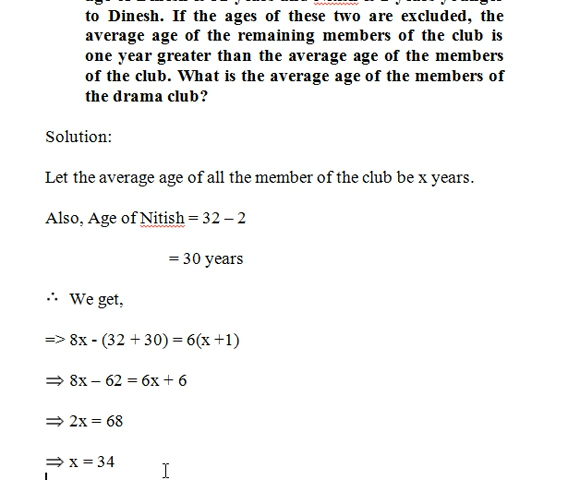 to Dinesh. If the ages of these two are excluded, the
average age of the remaining members of the club is
one year greater than the average age of the members
of the club. What is the average age of the members of
the drama club?
Solution:
Let the average age of all the member of the club be x years.
Also, Age of Nitish = 32 – 2
= 30 years
∴ We get,
=> 8x - (32 + 30) = 6(x +1)
⇒ 8x – 62 = 6x + 6
⇒ 2x = 68
⇒ x = 34